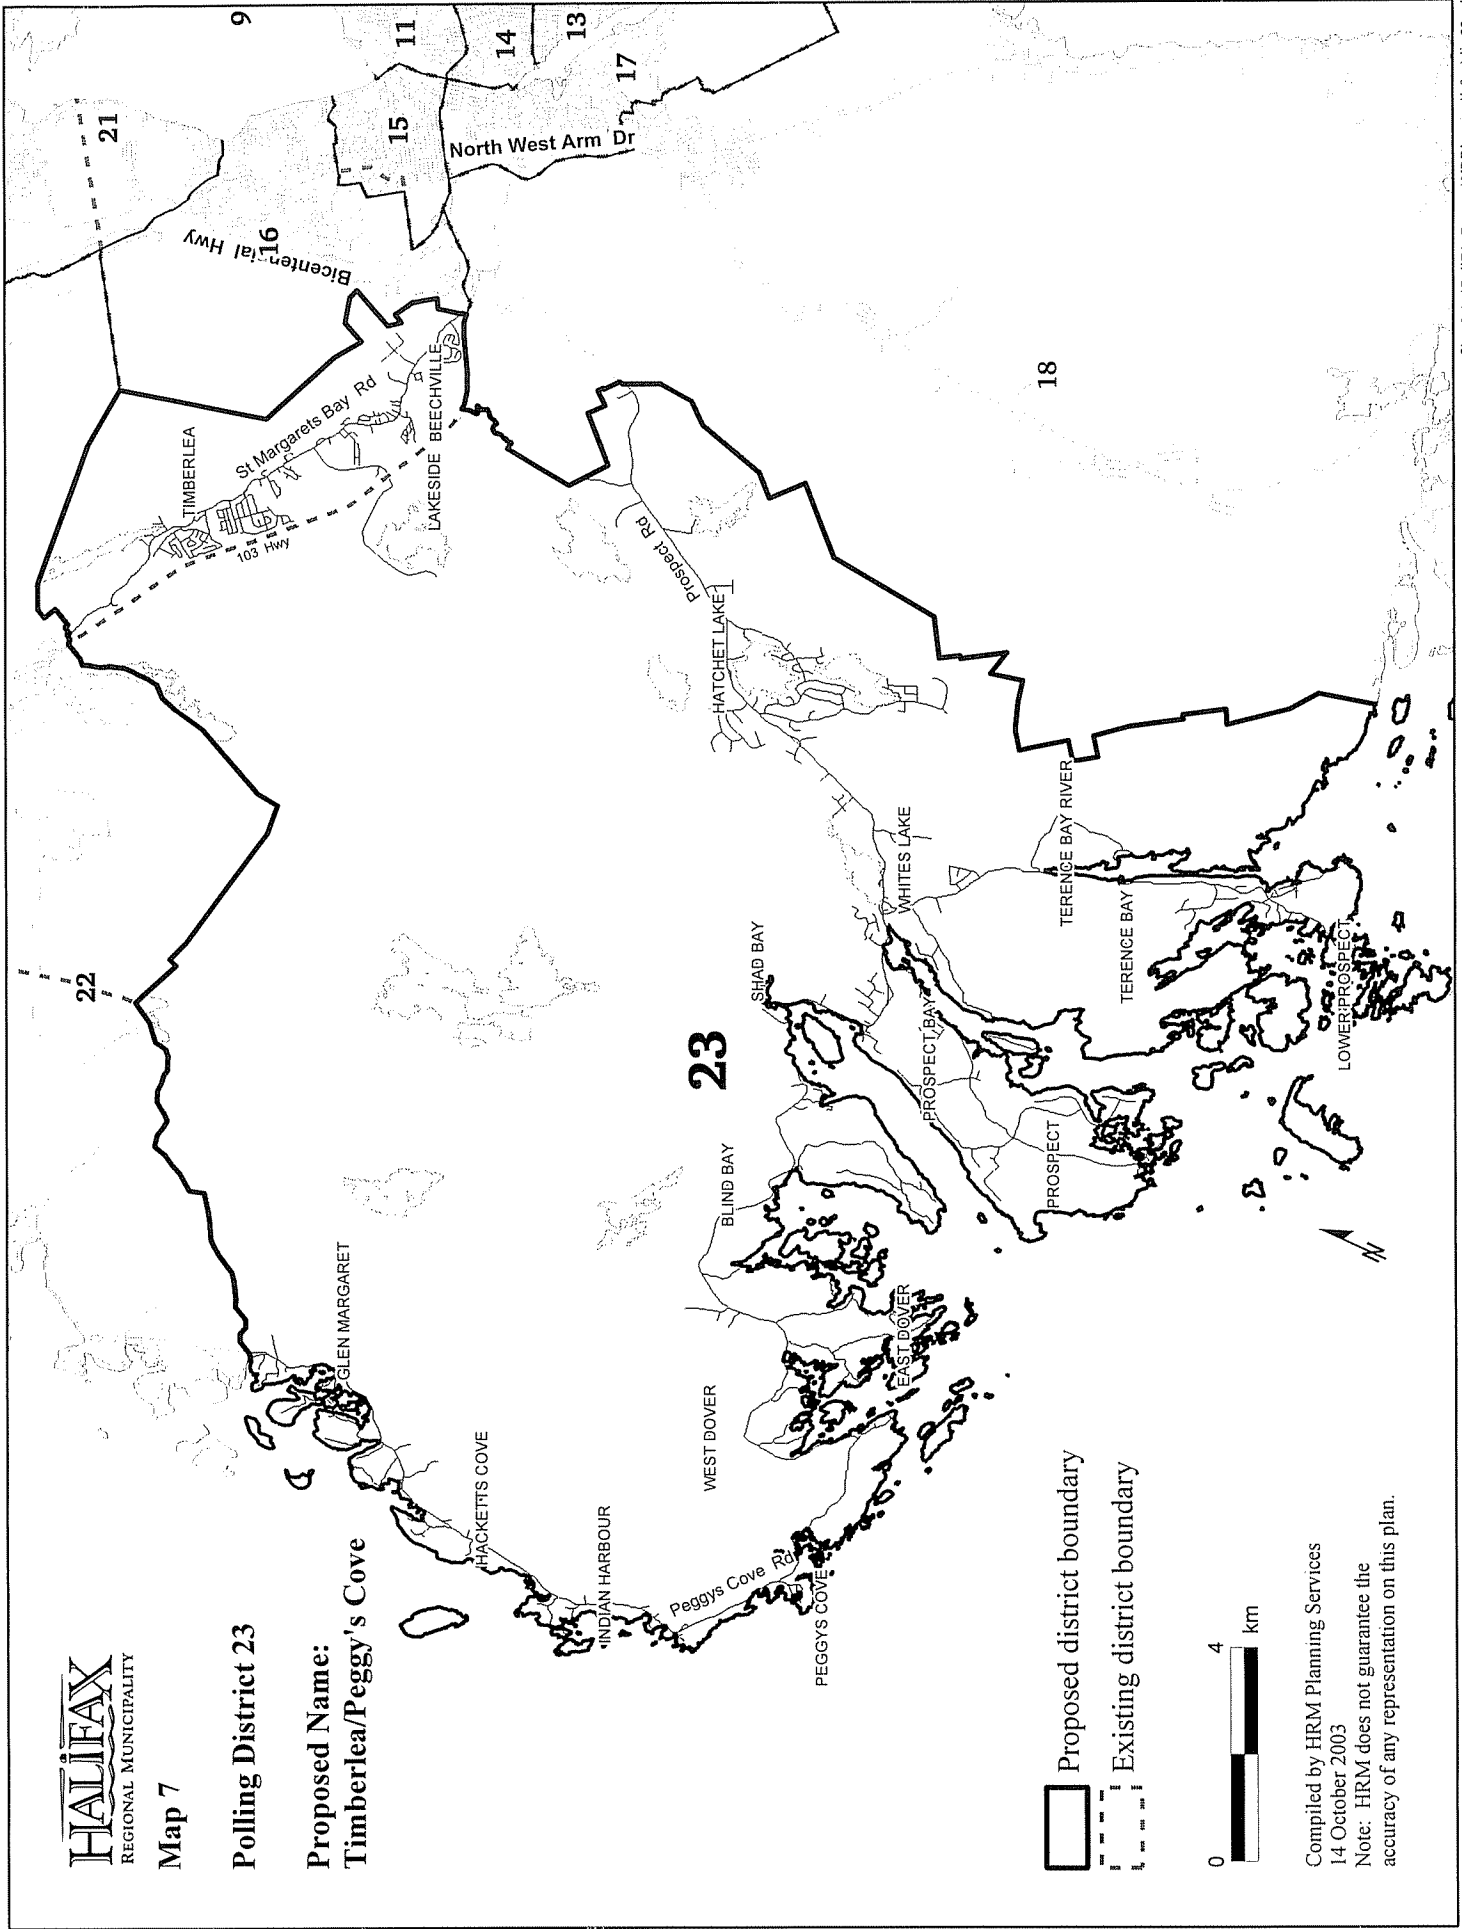 HALIFAX
REGIONAL MUNICIPALITY
Map 7
Polling District 23
Proposed Name:
Timberlea/Peggy's Cove
9
21
11
14
13
15
17
16
North West Arm Dr
Bicentennial Hwy
TIMBERLEA
St Margarets Bay Rd
103 Hwy
LAKESIDE BEECHVILLE
18
Prospect Rd
HATCHET LAKE
22
WHITES LAKE
TERENCE BAY RIVER
SHAD BAY
TERENCE BAY
LOWER PROSPECT
23
PROSPECT BAY
BLIND BAY
PROSPECT
GLEN MARGARET
EAST DOVER
WEST DOVER
HACKETTS COVE
INDIAN HARBOUR
Peggys Cove Rd
PEGGYS COVE
N
Proposed district boundary
Existing district boundary
0 4
km
Compiled by HRM Planning Services
14 October 2003
Note: HRM does not guarantee the
accuracy of any representation on this plan.